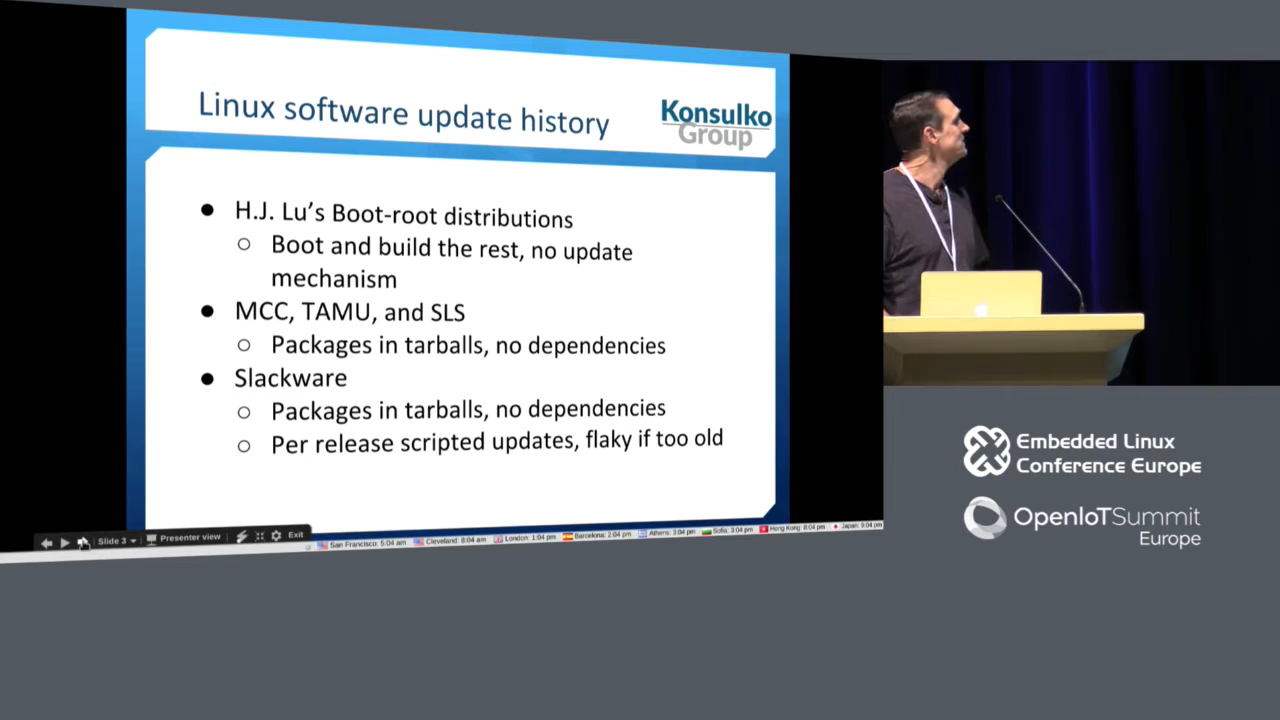 Linux software update history
Konsulko
Group
● H.J. Lu's Boot-root distributions
○ Boot and build the rest, no update
mechanism
● MCC, TAMU, and SLS
○ Packages in tarballs, no dependencies
● Slackware
○ Packages in tarballs, no dependencies
○ Per release scripted updates, flaky if too old
Slide 3
Presenter view
Exit
San Francisco: 5:04 am
Cleveland: 8:04 am
London: 1:04 pm
Barcelona: 2:04 pm
Athens: 3:04 pm
Sofia: 3:04 pm
Hong Kong: 8:04 pm
Japan: 9:04 pm
Embedded Linux
Conference Europe
OpenIoTSummit
Europe